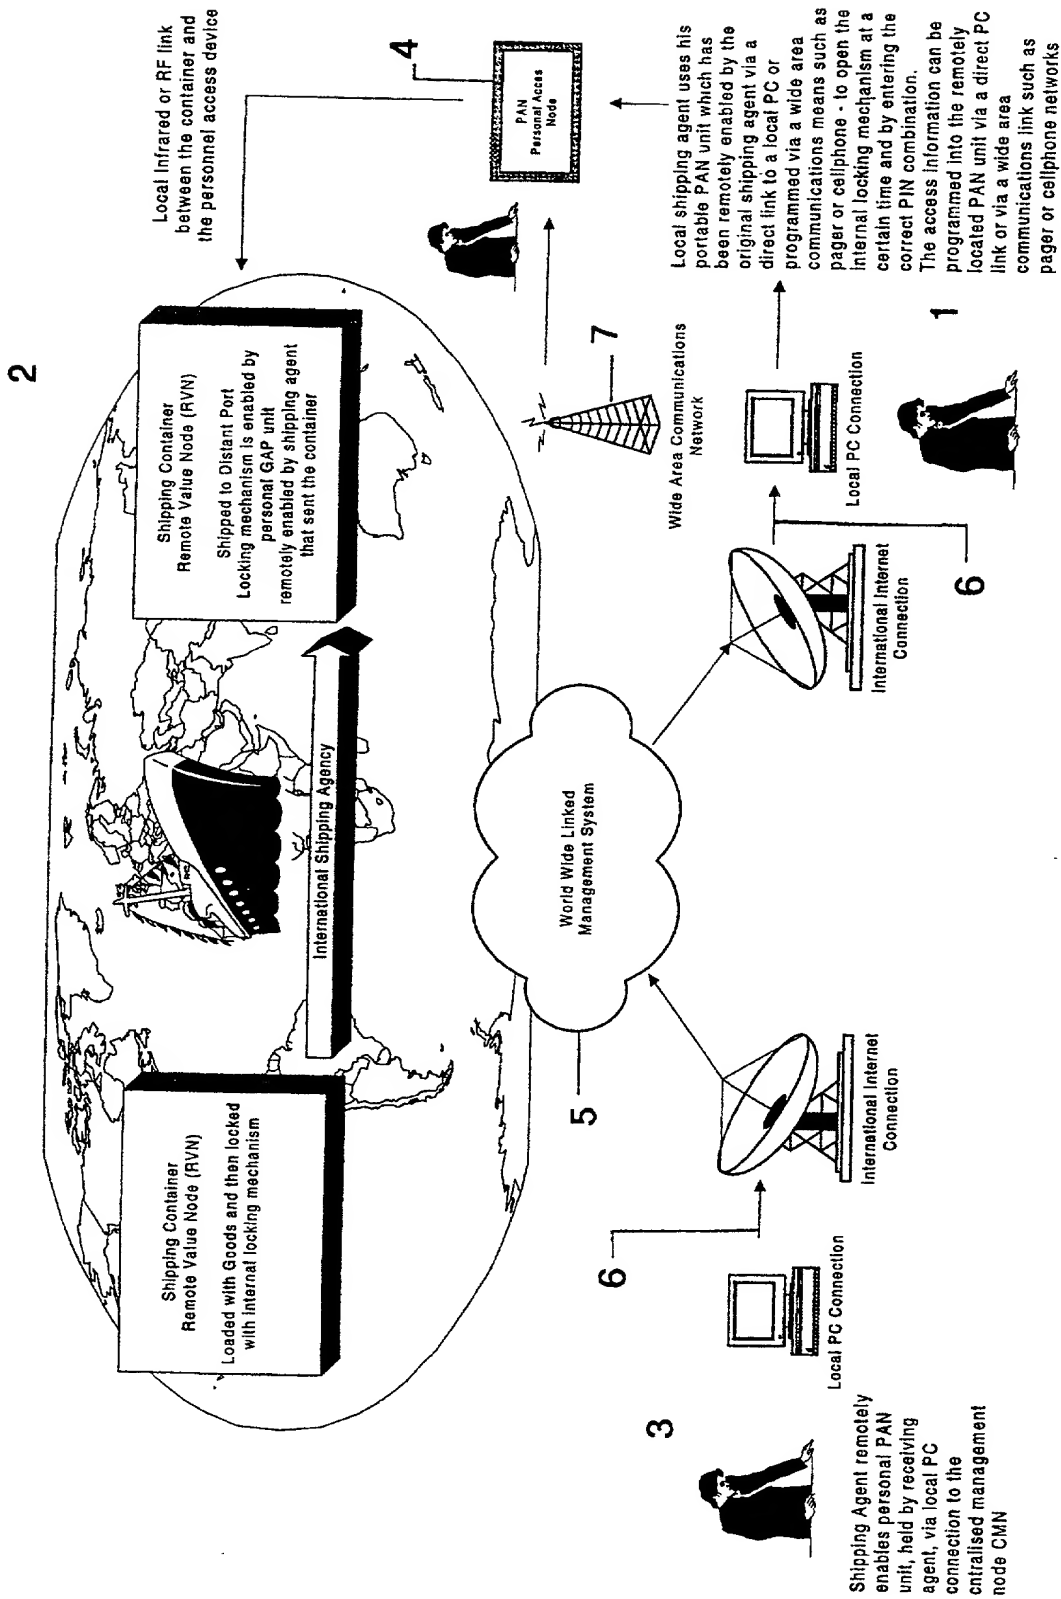 2
Shipping Container
Remote Value Node (RVN)
Loaded with Goods and then locked
with internal locking mechanism
International Shipping Agency
Shipping Container
Remote Value Node (RVN)
Shipped to Distant Port
Locking mechanism is enabled by
personal GAP unit
remotely enabled by shipping agent
that sent the container
Local Infrared or RF link
between the container and
the personnel access device
4
PAN
Personal Acces
Node
5
World Wide Linked
Management System
7
Wide Area Communications
Network
3
Shipping Agent remotely
enables personal PAN
unit, held by receiving
agent, via local PC
connection to the
cntralised management
node CMN
Local PC Connection
6
International Internet
Connection
International Internet
Connection
6
Local PC Connection
1
Local shipping agent uses his
portable PAN unit which has
been remotely enabled by the
original shipping agent via a
direct link to a local PC or
programmed via a wide area
communications means such as
pager or cellphone - to open the
internal locking mechanism at a
certain time and by entering the
correct PIN combination.
The access information can be
programmed into the remotely
located PAN unit via a direct PC
link or via a wide area
communications link such as
pager or cellphone networks